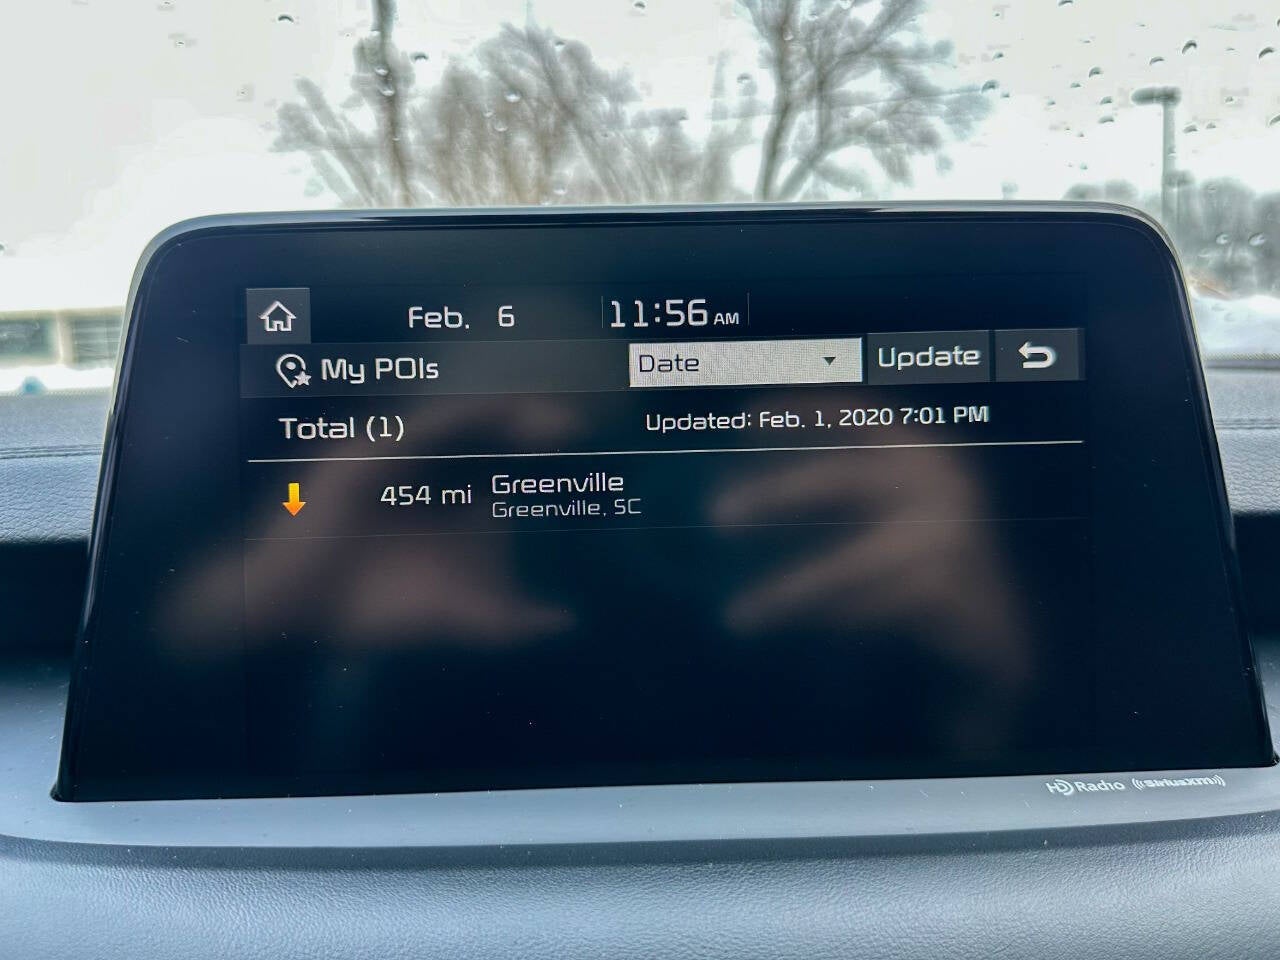 Feb. 6 11:56 AM
My POIs Date Update
Total (1) Updated: Feb. 1, 2020 7:01 PM
454 mi Greenville
Greenville, SC
HD Radio ((SiriusXM))